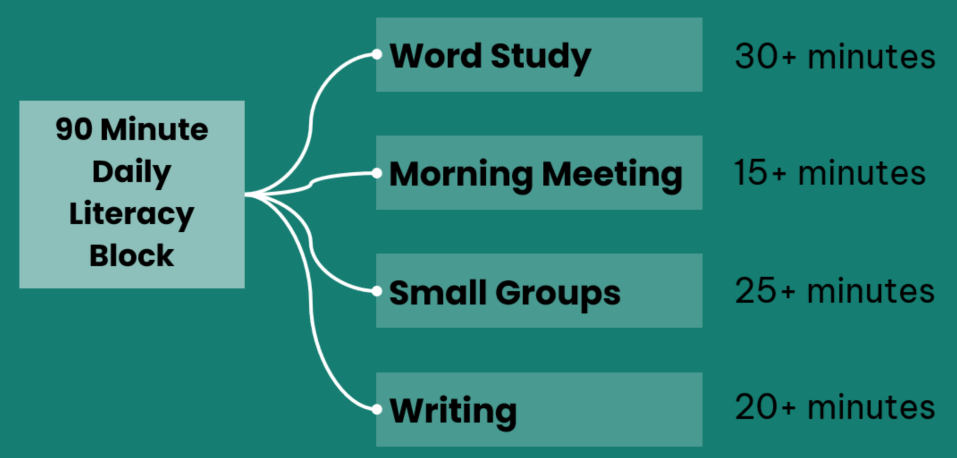 90 Minute
Daily
Literacy
Block
Word Study 30+ minutes
Morning Meeting 15+ minutes
Small Groups 25+ minutes
Writing 20+ minutes